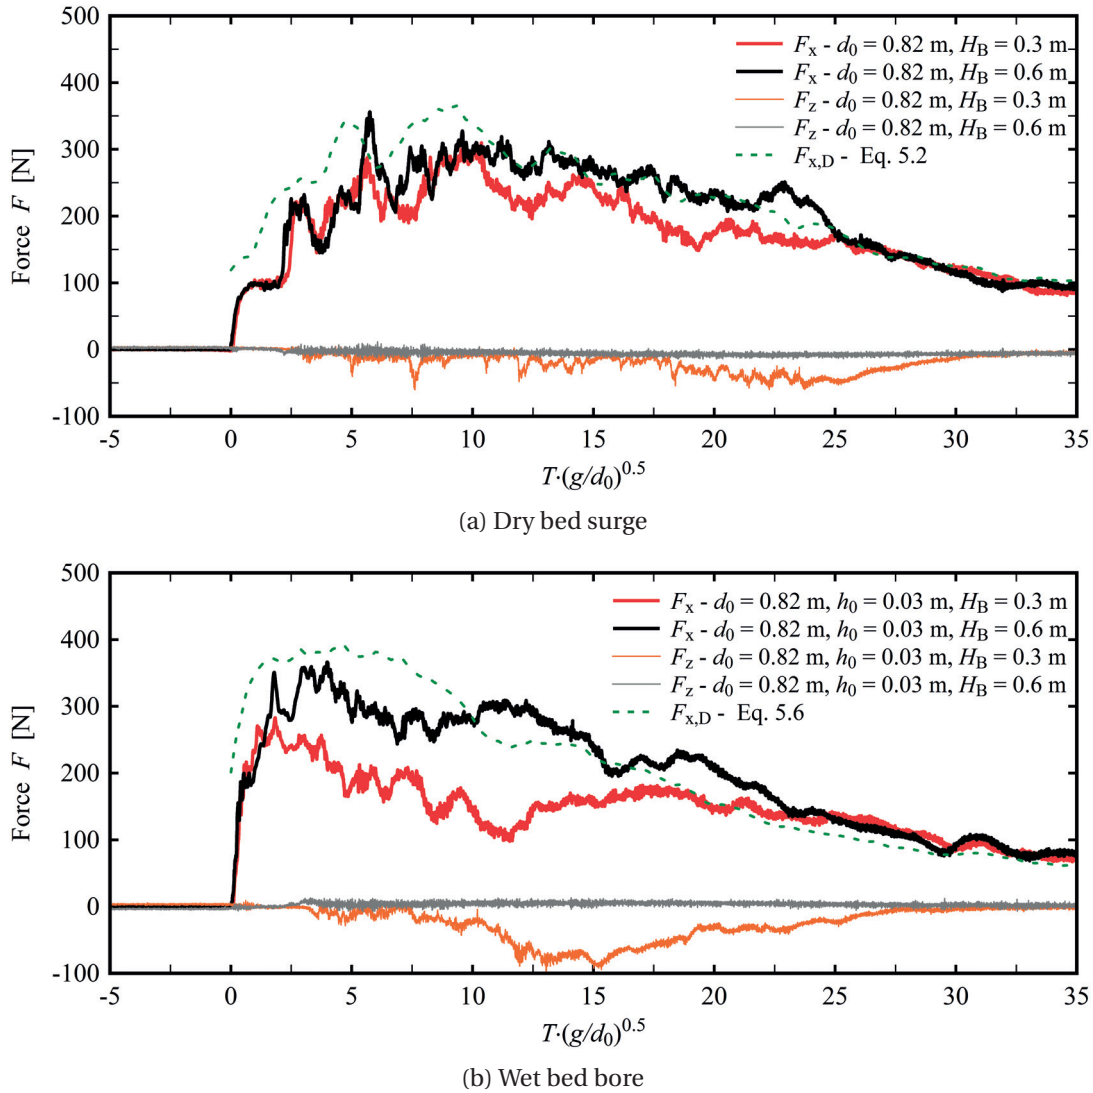 500
400
300
200
100
0
-100
Force F [N]
Fx - d0 = 0.82 m, HB = 0.3 m
Fx - d0 = 0.82 m, HB = 0.6 m
Fz - d0 = 0.82 m, HB = 0.3 m
Fz - d0 = 0.82 m, HB = 0.6 m
Fx,D - Eq. 5.2
-5 0 5 10 15 20 25 30 35
T·(g/d0)^0.5
(a) Dry bed surge
500
400
300
200
100
0
-100
Force F [N]
Fx - d0 = 0.82 m, h0 = 0.03 m, HB = 0.3 m
Fx - d0 = 0.82 m, h0 = 0.03 m, HB = 0.6 m
Fz - d0 = 0.82 m, h0 = 0.03 m, HB = 0.3 m
Fz - d0 = 0.82 m, h0 = 0.03 m, HB = 0.6 m
Fx,D - Eq. 5.6
-5 0 5 10 15 20 25 30 35
T·(g/d0)^0.5
(b) Wet bed bore